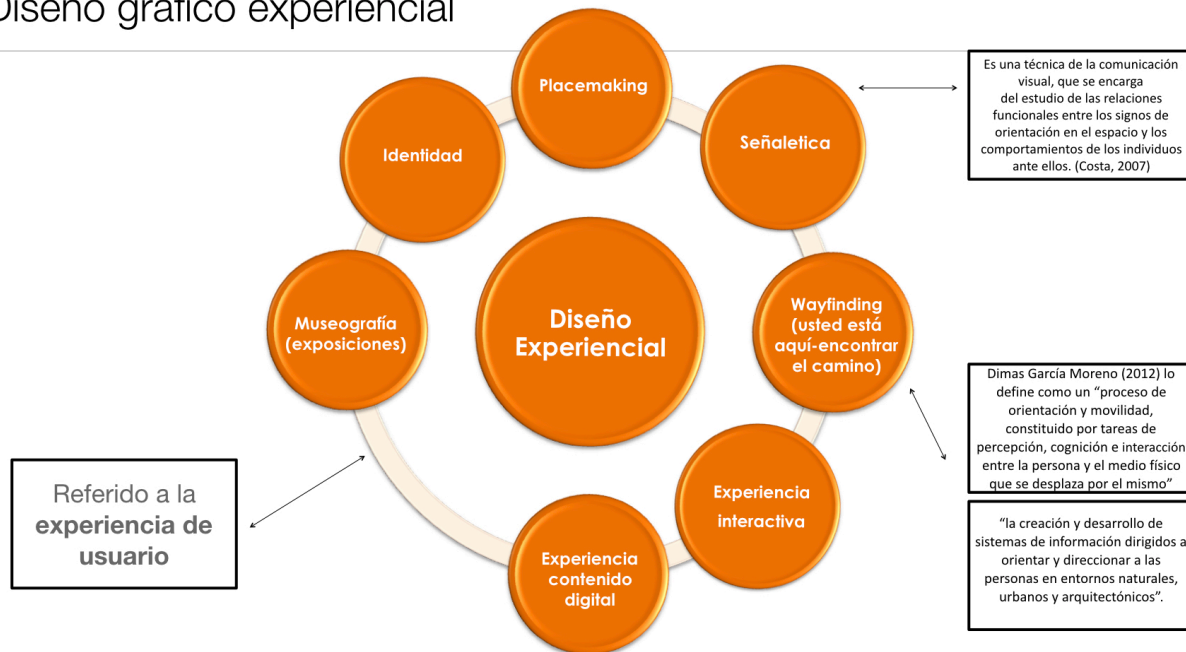 Diseño gráfico experiencial
Placemaking
Identidad
Señaletica
Es una técnica de la comunicación
visual, que se encarga
del estudio de las relaciones
funcionales entre los signos de
orientación en el espacio y los
comportamientos de los individuos
ante ellos. (Costa, 2007)
Museografía
(exposiciones)
Diseño
Experiencial
Wayfinding
(usted está
aquí-encontrar
el camino)
Dimas García Moreno (2012) lo
define como un “proceso de
orientación y movilidad,
constituido por tareas de
percepción, cognición e interacción
entre la persona y el medio físico
que se desplaza por el mismo”
Referido a la
experiencia de
usuario
Experiencia
interactiva
Experiencia
contenido
digital
“la creación y desarrollo de
sistemas de información dirigidos a
orientar y direccionar a las
personas en entornos naturales,
urbanos y arquitectónicos”.